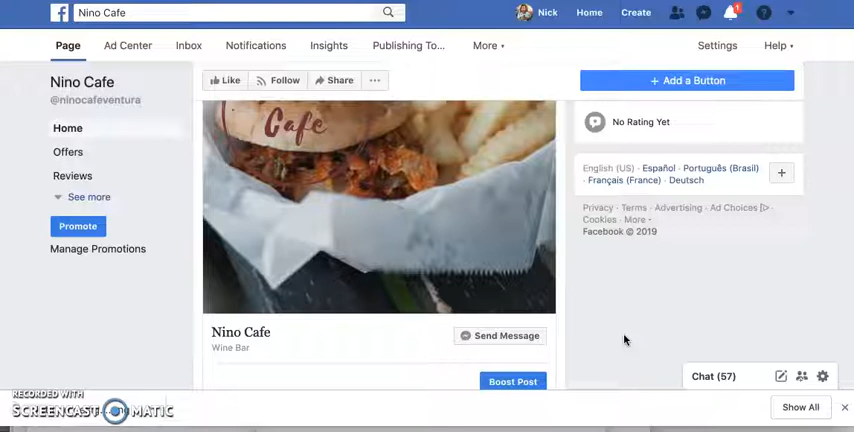 Nino Cafe
Nick Home Create 1
Page Ad Center Inbox Notifications Insights Publishing To... More Settings Help
Nino Cafe
@ninocafeventura
Home
Offers
Reviews
See more
Promote
Manage Promotions
Like Follow Share ...
+ Add a Button
Cafe
Nino Cafe
Wine Bar
Send Message
Boost Post
No Rating Yet
English (US) · Español · Português (Brasil)
· Français (France) · Deutsch
+
Privacy · Terms · Advertising · Ad Choices ·
Cookies · More
Facebook © 2019
Chat (57)
RECORDED WITH
SCREENCAST MATIC
Show All